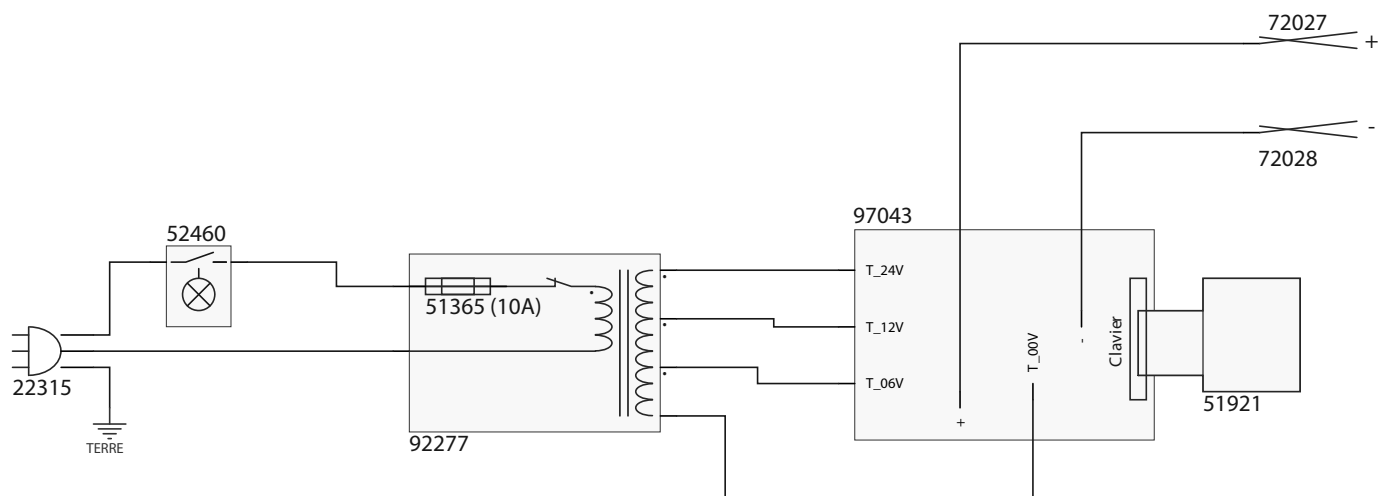 72027
+
-
72028
97043
52460
T_24V
51365 (10A)
T_12V
T_00V
-
Clavier
T_06V
22315
51921
+
92277
TERRE